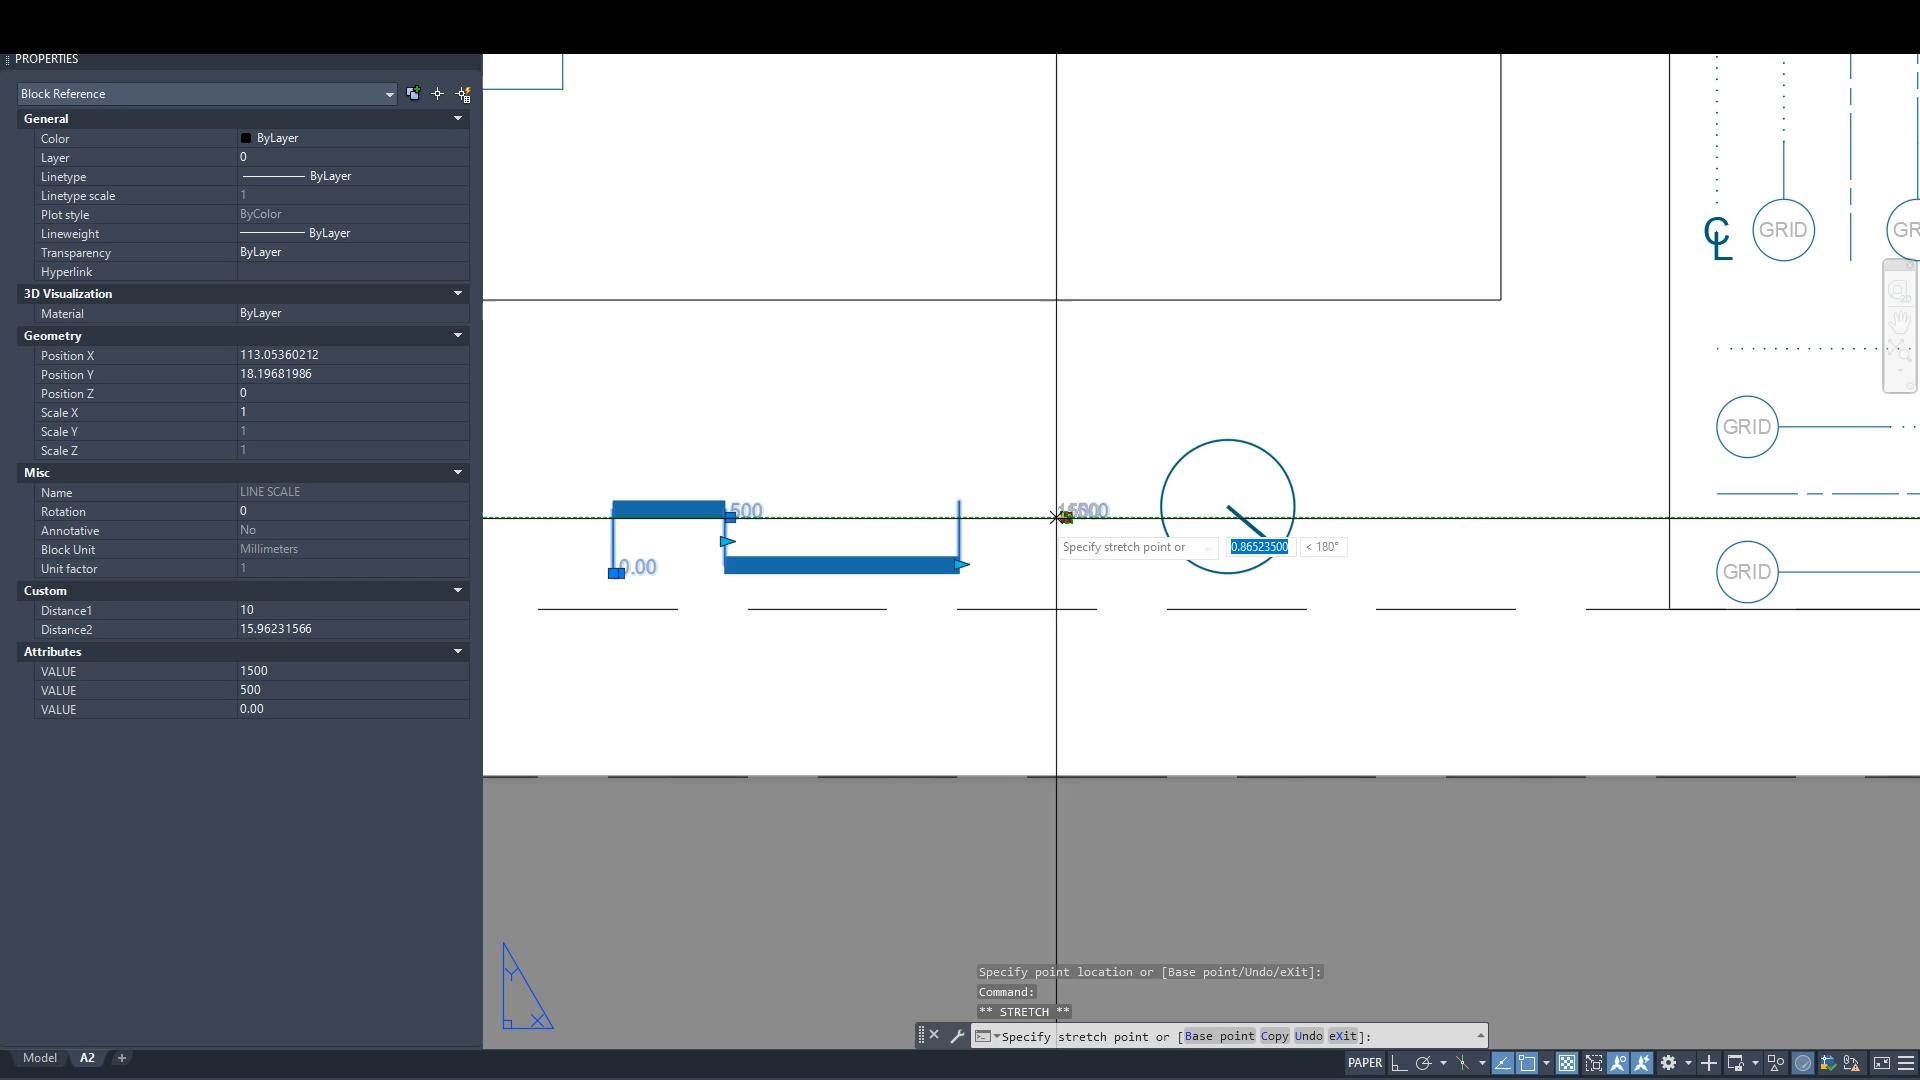 PROPERTIES
Block Reference
General
Color ByLayer
Layer 0
Linetype ByLayer
Linetype scale 1
Plot style ByColor
Lineweight ByLayer
Transparency ByLayer
Hyperlink
3D Visualization
Material ByLayer
Geometry
Position X 113.05360212
Position Y 18.19681986
Position Z 0
Scale X 1
Scale Y 1
Scale Z 1
Misc
Name LINE SCALE
Rotation 0
Annotative No
Block Unit Millimeters
Unit factor 1
Custom
Distance1 10
Distance2 15.96231566
Attributes
VALUE 1500
VALUE 500
VALUE 0.00
GRID
GR
GRID
500
0.00
Specify stretch point or 0.86523500 < 180°
GRID
Y
X
Specify point location or [Base point/Undo/eXit]:
Command:
** STRETCH **
Specify stretch point or [Base point Copy Undo eXit]:
Model A2 +
PAPER